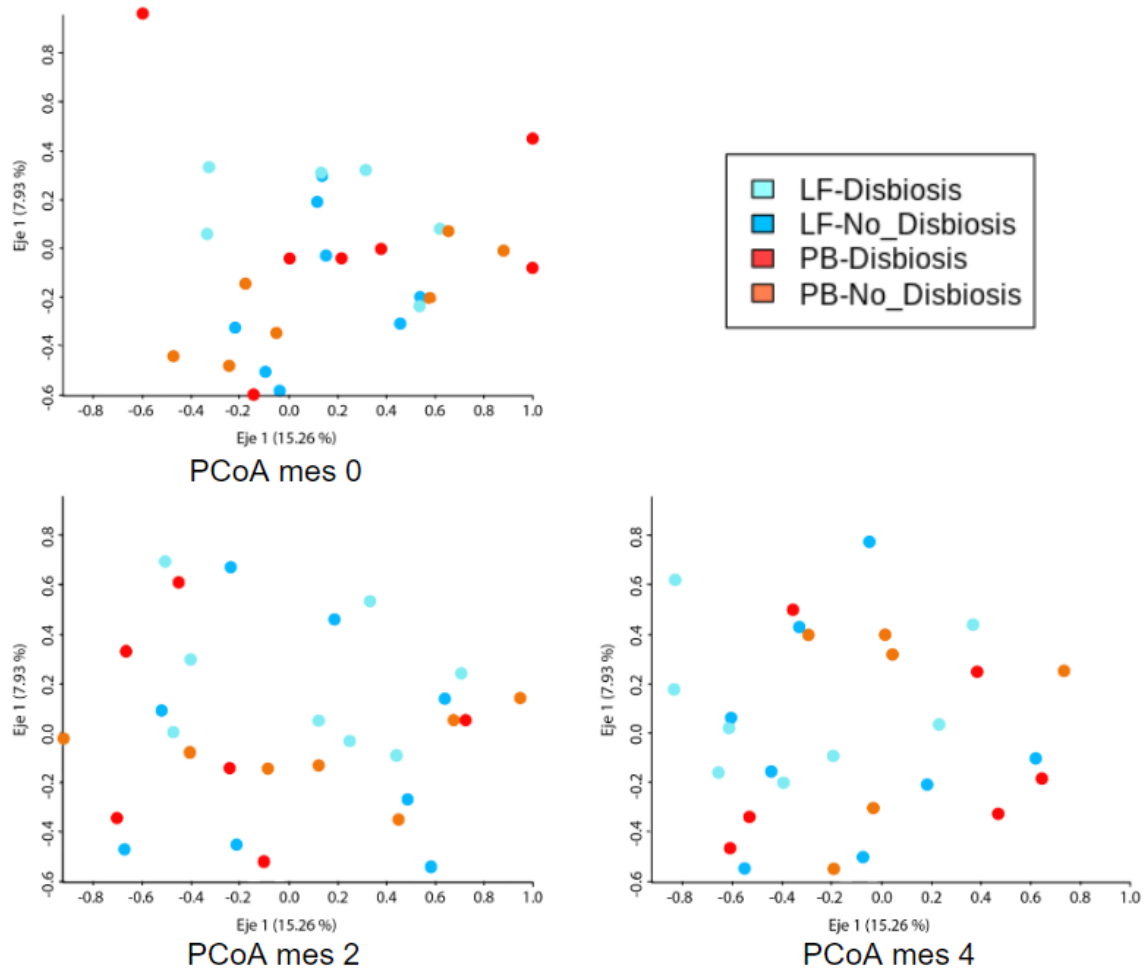 0.8
0.6
0.4
0.2
0.0
-0.2
-0.4
-0.6
Eje 1 (7.93 %)
-0.8 -0.6 -0.4 -0.2 0.0 0.2 0.4 0.6 0.8 1.0
Eje 1 (15.26 %)
PCoA mes 0
LF-Disbiosis
LF-No_Disbiosis
PB-Disbiosis
PB-No_Disbiosis
0.8
0.6
0.4
0.2
0.0
-0.2
-0.4
-0.6
Eje 1 (7.93 %)
-0.8 -0.6 -0.4 -0.2 0.0 0.2 0.4 0.6 0.8 1.0
Eje 1 (15.26 %)
PCoA mes 2
0.8
0.6
0.4
0.2
0.0
-0.2
-0.4
-0.6
Eje 1 (7.93 %)
-0.8 -0.6 -0.4 -0.2 0.0 0.2 0.4 0.6 0.8 1.0
Eje 1 (15.26 %)
PCoA mes 4